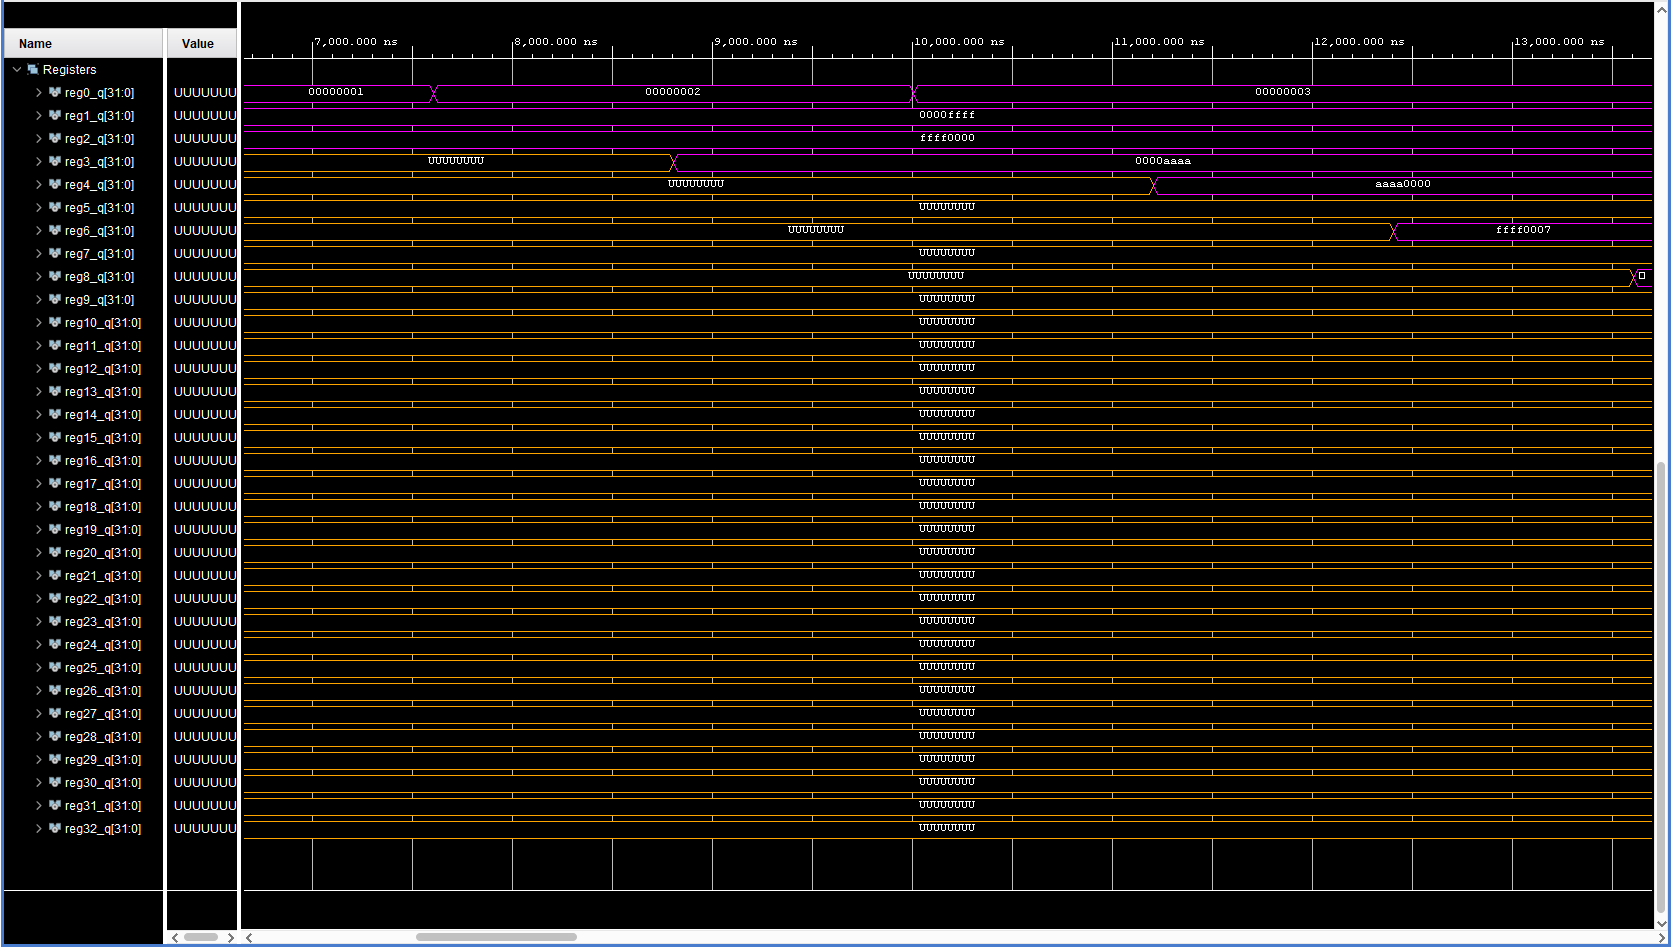 Name Value 7,000.000 ns 8,000.000 ns 9,000.000 ns 10,000.000 ns 11,000.000 ns 12,000.000 ns 13,000.000 ns
Registers
reg0_q[31:0] UUUUUUU 00000001 00000002 00000003
reg1_q[31:0] UUUUUUU 0000ffff
reg2_q[31:0] UUUUUUU ffff0000
reg3_q[31:0] UUUUUUU UUUUUUUU 0000aaaa
reg4_q[31:0] UUUUUUU UUUUUUUU aaaa0000
reg5_q[31:0] UUUUUUU UUUUUUUU
reg6_q[31:0] UUUUUUU UUUUUUUU ffff0007
reg7_q[31:0] UUUUUUU UUUUUUUU
reg8_q[31:0] UUUUUUU UUUUUUUU
reg9_q[31:0] UUUUUUU UUUUUUUU
reg10_q[31:0] UUUUUUU UUUUUUUU
reg11_q[31:0] UUUUUUU UUUUUUUU
reg12_q[31:0] UUUUUUU UUUUUUUU
reg13_q[31:0] UUUUUUU UUUUUUUU
reg14_q[31:0] UUUUUUU UUUUUUUU
reg15_q[31:0] UUUUUUU UUUUUUUU
reg16_q[31:0] UUUUUUU UUUUUUUU
reg17_q[31:0] UUUUUUU UUUUUUUU
reg18_q[31:0] UUUUUUU UUUUUUUU
reg19_q[31:0] UUUUUUU UUUUUUUU
reg20_q[31:0] UUUUUUU UUUUUUUU
reg21_q[31:0] UUUUUUU UUUUUUUU
reg22_q[31:0] UUUUUUU UUUUUUUU
reg23_q[31:0] UUUUUUU UUUUUUUU
reg24_q[31:0] UUUUUUU UUUUUUUU
reg25_q[31:0] UUUUUUU UUUUUUUU
reg26_q[31:0] UUUUUUU UUUUUUUU
reg27_q[31:0] UUUUUUU UUUUUUUU
reg28_q[31:0] UUUUUUU UUUUUUUU
reg29_q[31:0] UUUUUUU UUUUUUUU
reg30_q[31:0] UUUUUUU UUUUUUUU
reg31_q[31:0] UUUUUUU UUUUUUUU
reg32_q[31:0] UUUUUUU UUUUUUUU